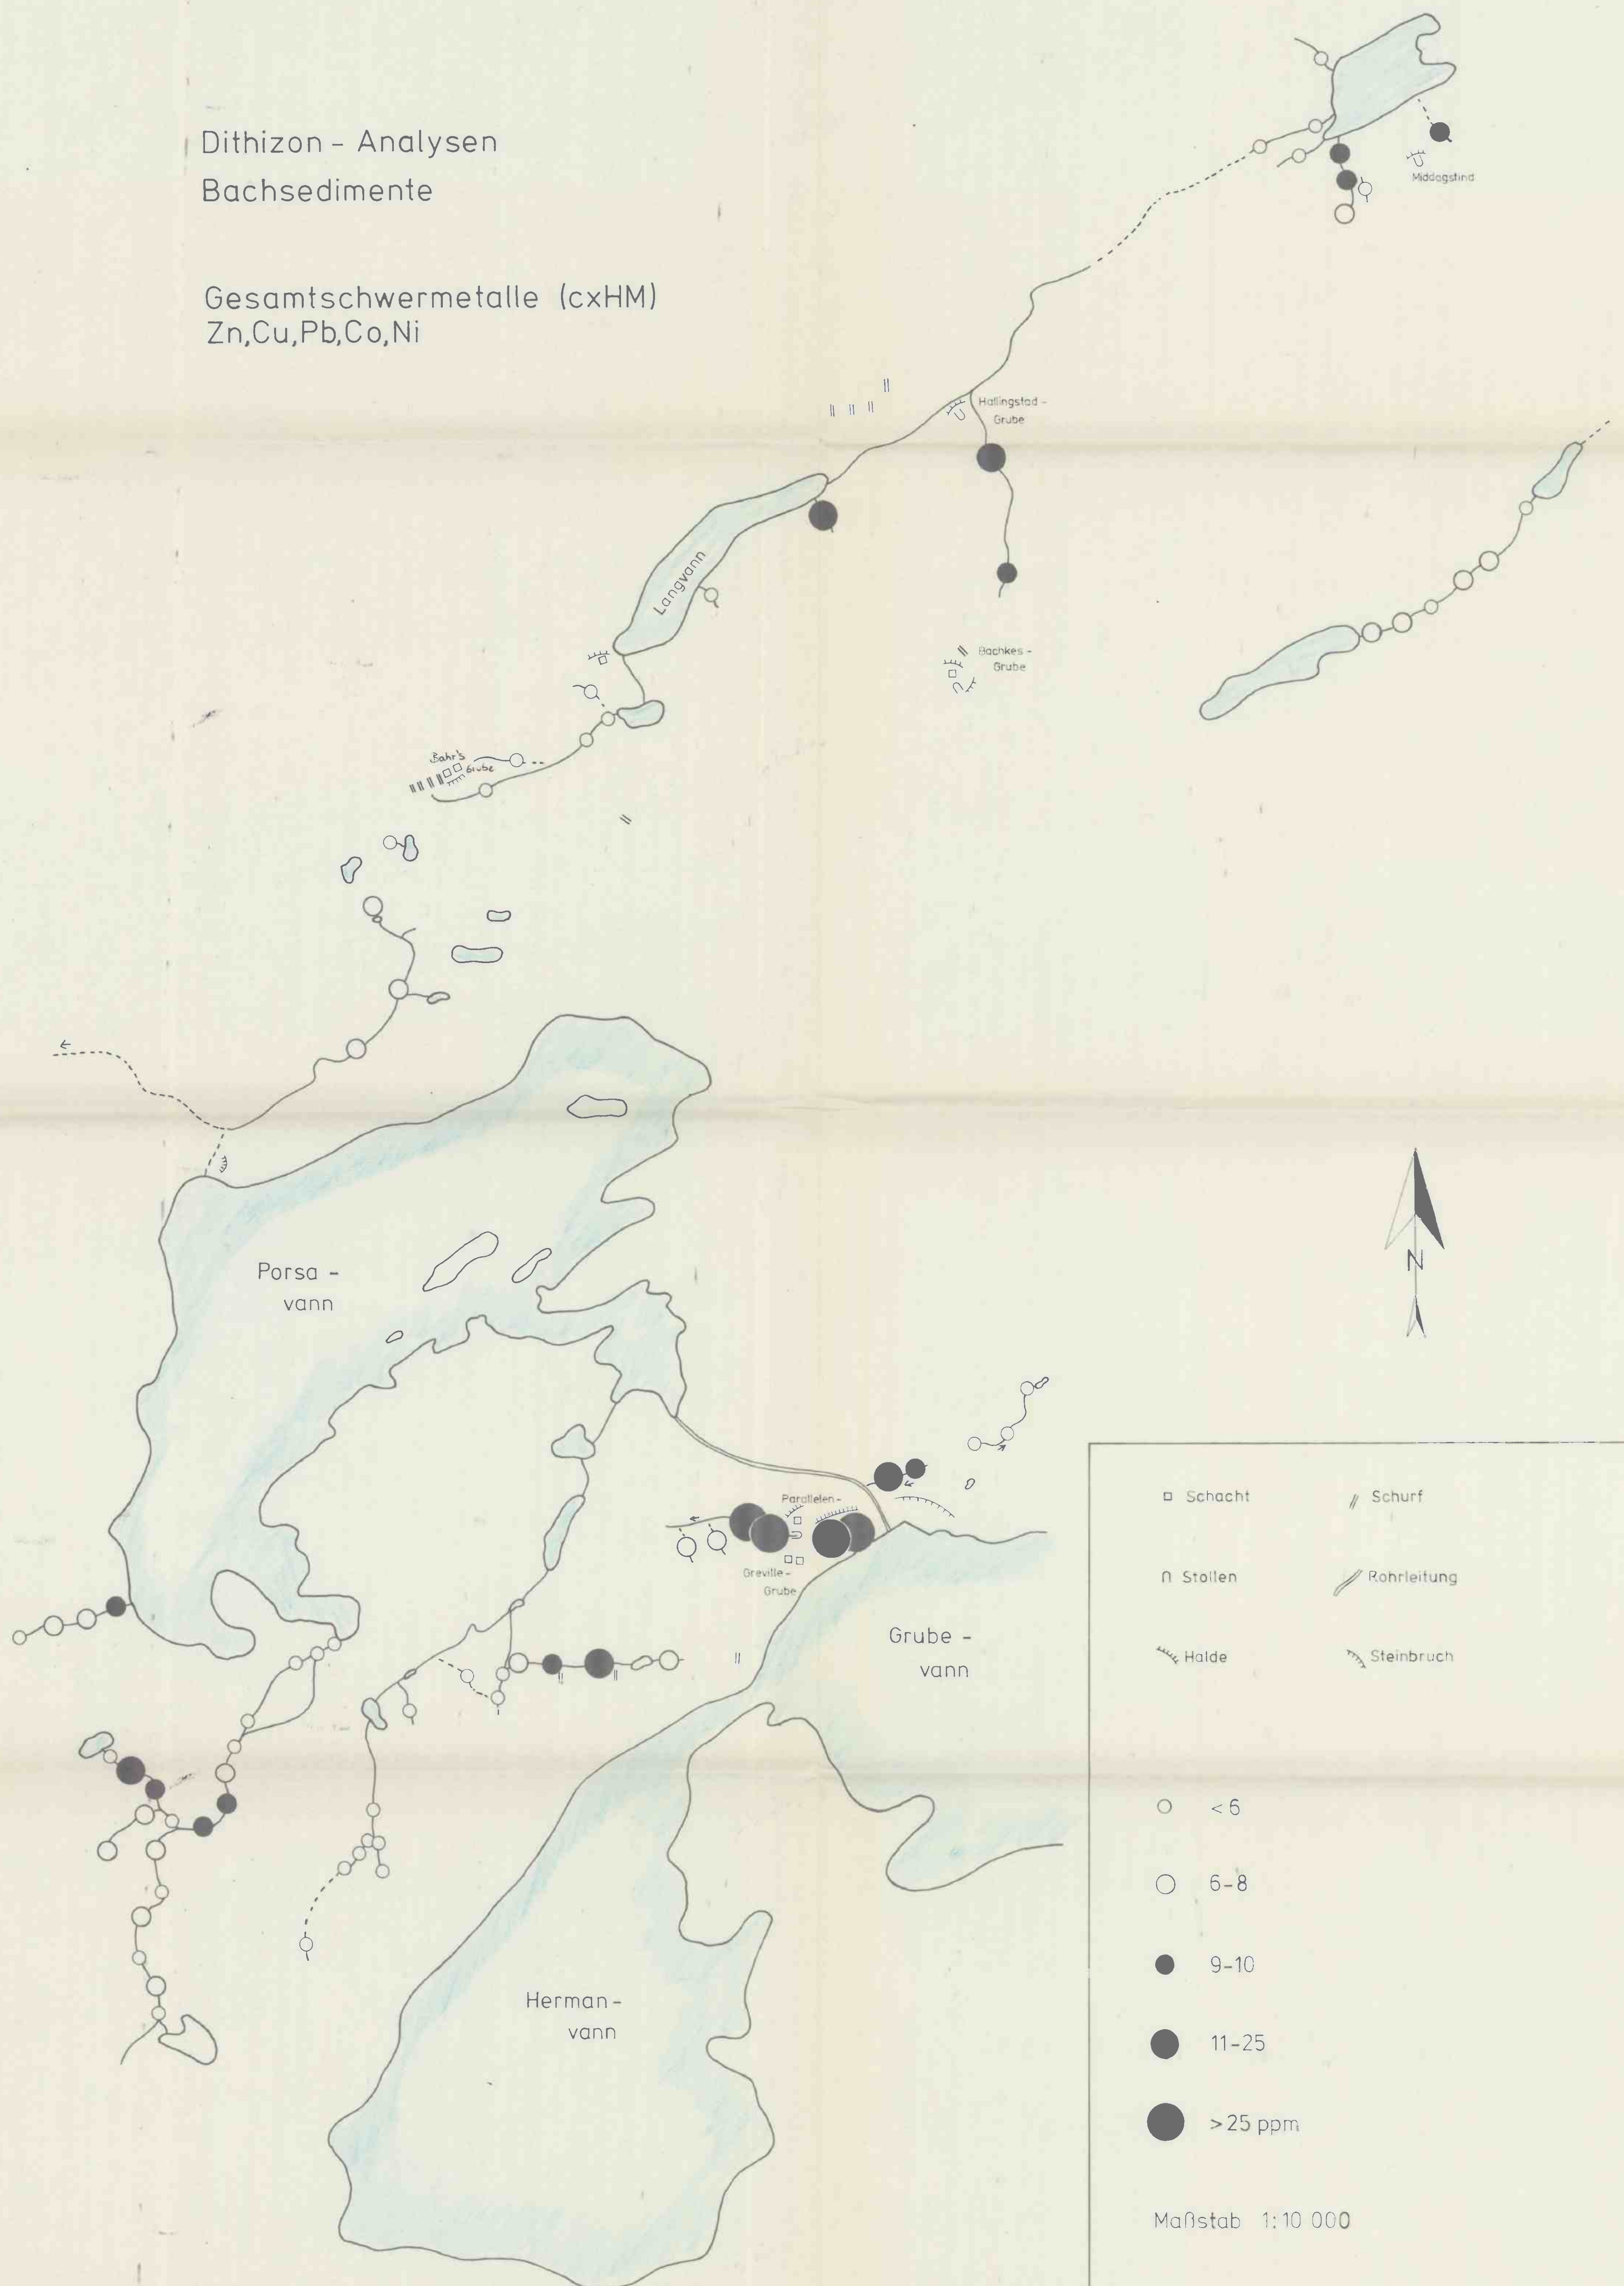 Dithizon - Analysen
Bachsedimente
Gesamtschwermetalle (cxHM)
Zn,Cu,Pb,Co,Ni
Middagstind
Hallingstad -
Grube
Langvann
Bachkes -
Grube
Bahr's
Grube
Porsa -
vann
N
Parallelen -
Greville -
Grube
Grube -
vann
Herman -
vann
Schacht
Schurf
Stollen
Rohrleitung
Halde
Steinbruch
< 6
6-8
9-10
11-25
> 25 ppm
Maßstab 1:10 000